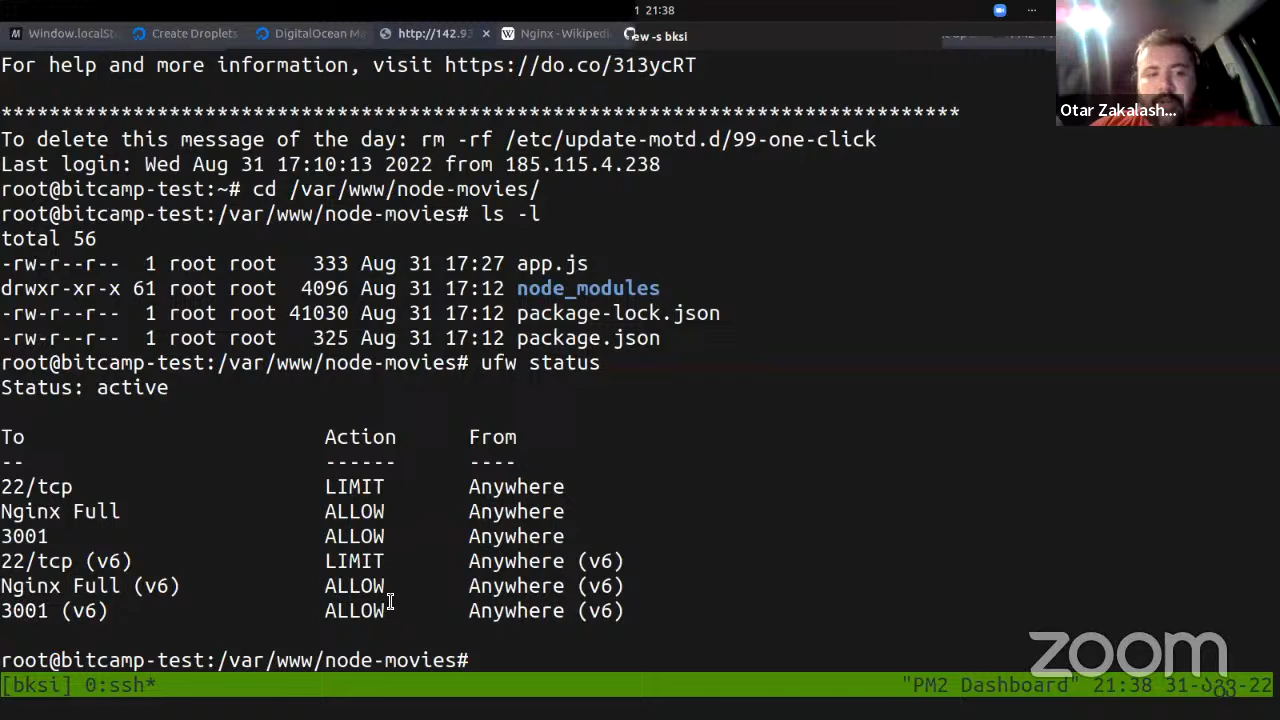 1 21:38
Window.localSt
Create Droplets
DigitalOcean Ma
http://142.93
Nginx - Wikipedi
ew -s bksi
For help and more information, visit https://do.co/313ycRT
********************************************************************************
To delete this message of the day: rm -rf /etc/update-motd.d/99-one-click
Last login: Wed Aug 31 17:10:13 2022 from 185.115.4.238
root@bitcamp-test:~# cd /var/www/node-movies/
root@bitcamp-test:/var/www/node-movies# ls -l
total 56
-rw-r--r--  1 root root   333 Aug 31 17:27 app.js
drwxr-xr-x 61 root root  4096 Aug 31 17:12 node_modules
-rw-r--r--  1 root root 41030 Aug 31 17:12 package-lock.json
-rw-r--r--  1 root root   325 Aug 31 17:12 package.json
root@bitcamp-test:/var/www/node-movies# ufw status
Status: active
To                         Action      From
--                         ------      ----
22/tcp                     LIMIT       Anywhere
Nginx Full                 ALLOW       Anywhere
3001                       ALLOW       Anywhere
22/tcp (v6)                LIMIT       Anywhere (v6)
Nginx Full (v6)            ALLOW       Anywhere (v6)
3001 (v6)                  ALLOW       Anywhere (v6)
root@bitcamp-test:/var/www/node-movies#
[bksi] 0:ssh* "PM2 Dashboard" 21:38 31-აგვ-22
Otar Zakalash...
zoom